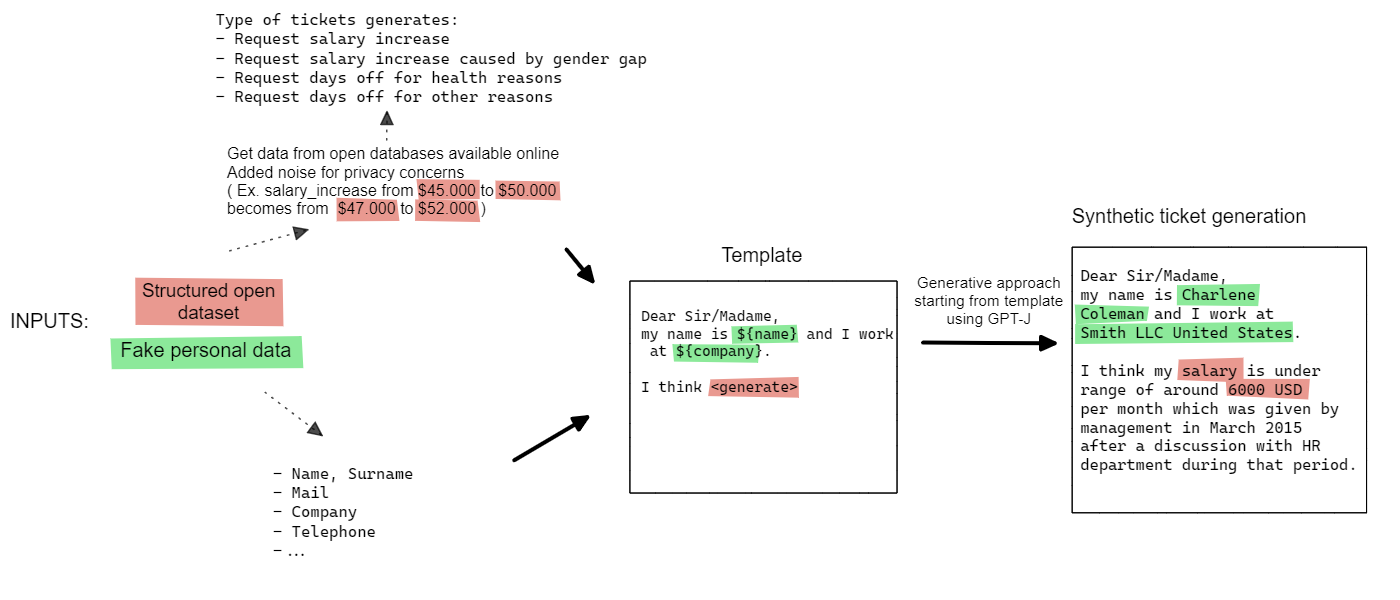 Type of tickets generates:
- Request salary increase
- Request salary increase caused by gender gap
- Request days off for health reasons
- Request days off for other reasons
Get data from open databases available online
Added noise for privacy concerns
( Ex. salary_increase from $45.000 to $50.000
becomes from $47.000 to $52.000 )
INPUTS:
Structured open
dataset
Fake personal data
- Name, Surname
- Mail
- Company
- Telephone
- ...
Template
Dear Sir/Madame,
my name is ${name} and I work
at ${company}.
I think <generate>
Generative approach
starting from template
using GPT-J
Synthetic ticket generation
Dear Sir/Madame,
my name is Charlene
Coleman and I work at
Smith LLC United States.
I think my salary is under
range of around 6000 USD
per month which was given by
management in March 2015
after a discussion with HR
department during that period.